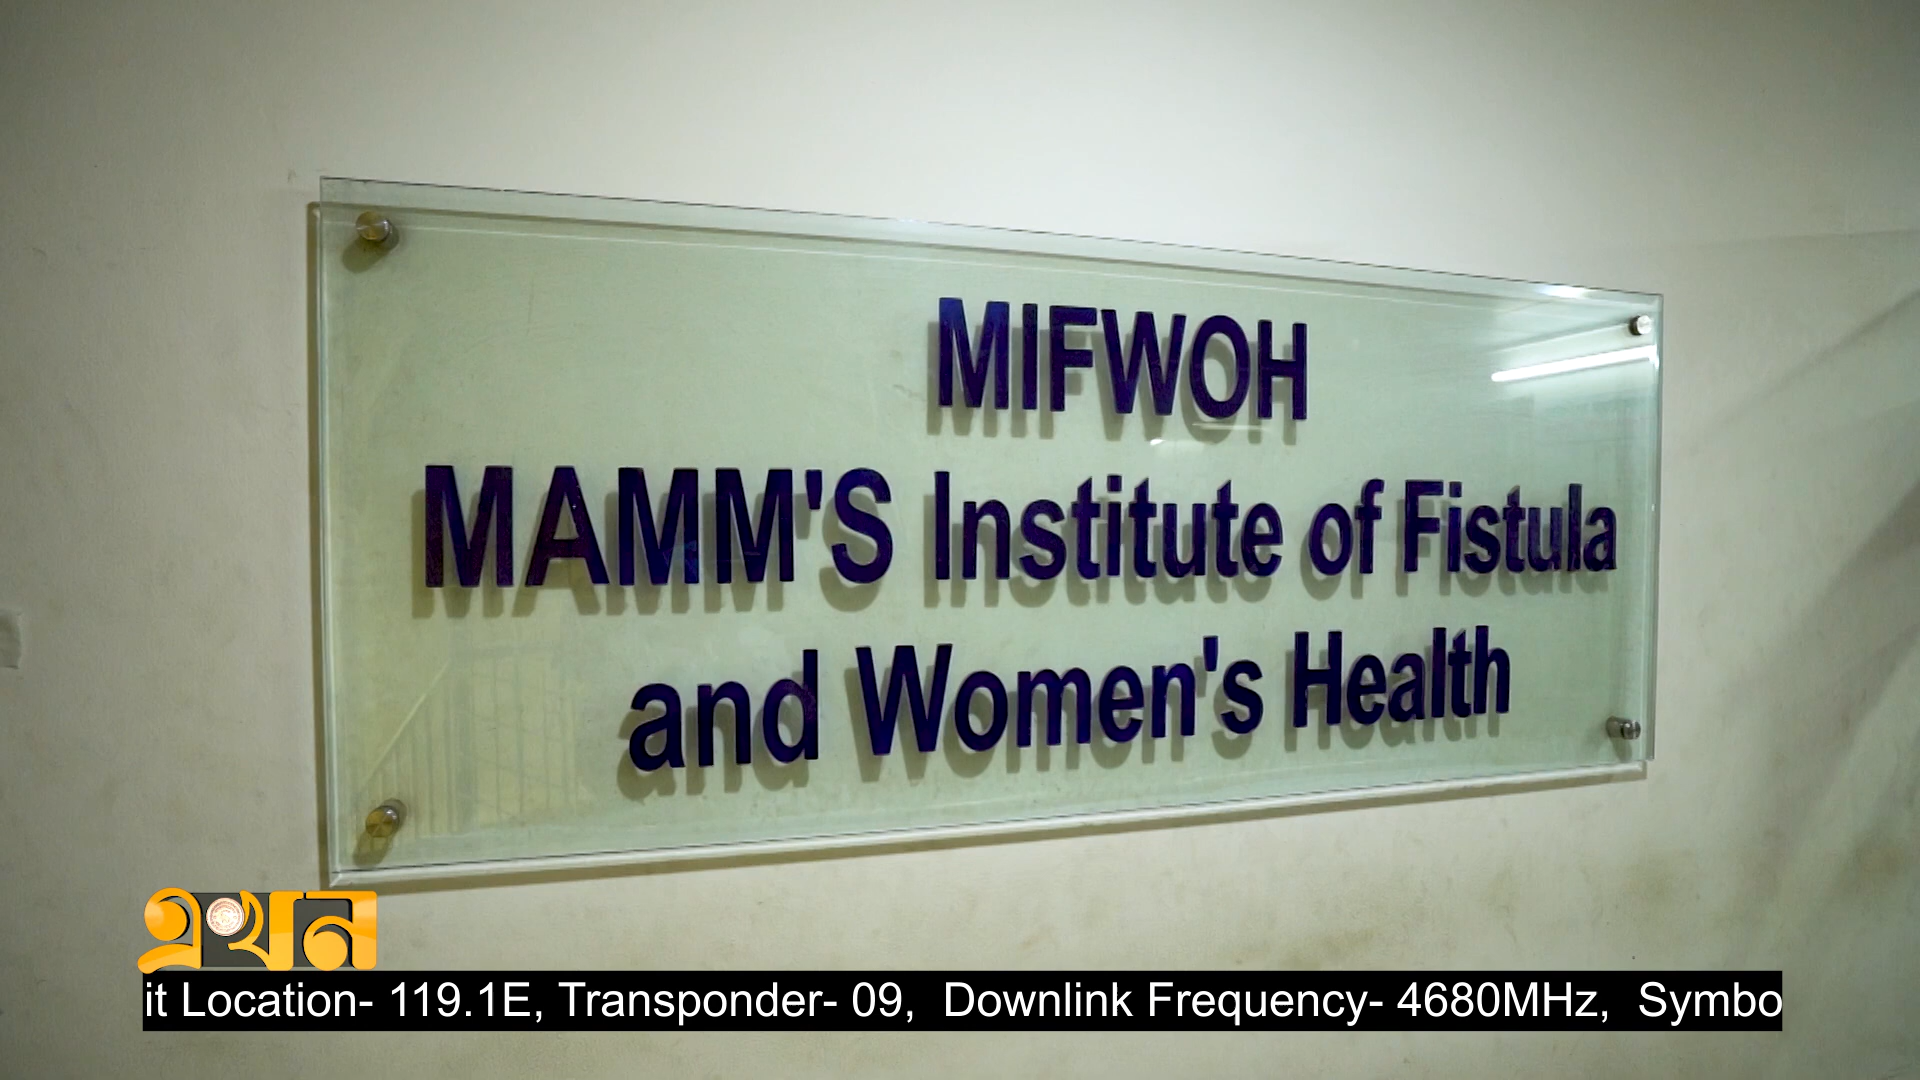 MIFWOH
MAMM'S Institute of Fistula
and Women's Health
এখন
it Location- 119.1E, Transponder- 09, Downlink Frequency- 4680MHz, Symbo